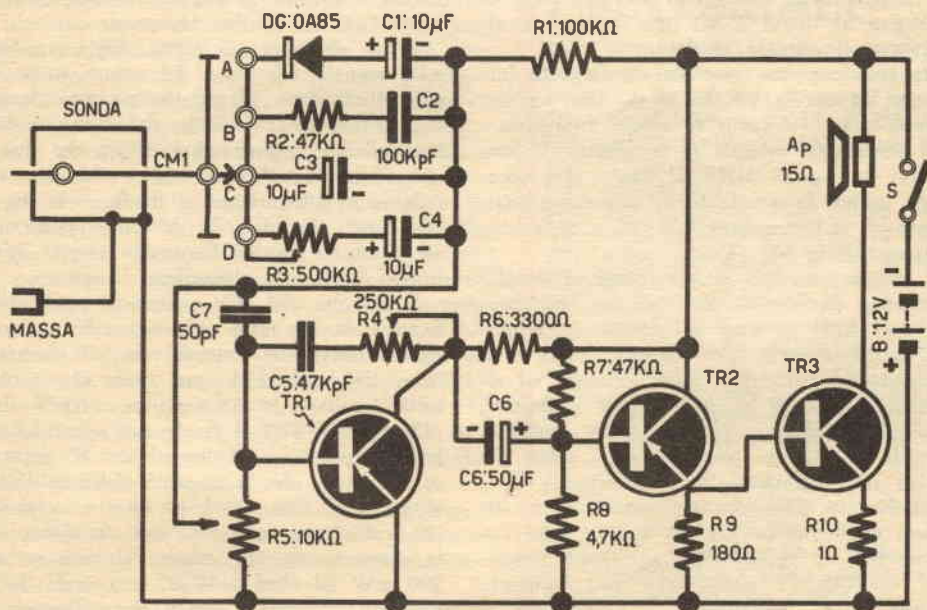 DG:OA85
C1:10µF
R1:100KΩ
+
-
A
SONDA
B
C2
R2:47KΩ
100KpF
CM1
C3
C
10µF
-
AP
15Ω
S
C4
D
+
10µF
R3:500KΩ
MASSA
C7
50pF
250KΩ
R4
R6:3300Ω
-
B:12V
+
C5:47KpF
R7:47KΩ
TR1
TR2
TR3
C6
-
+
C6:50µF
R5:10KΩ
R8
4,7KΩ
R9
180Ω
R10
1Ω